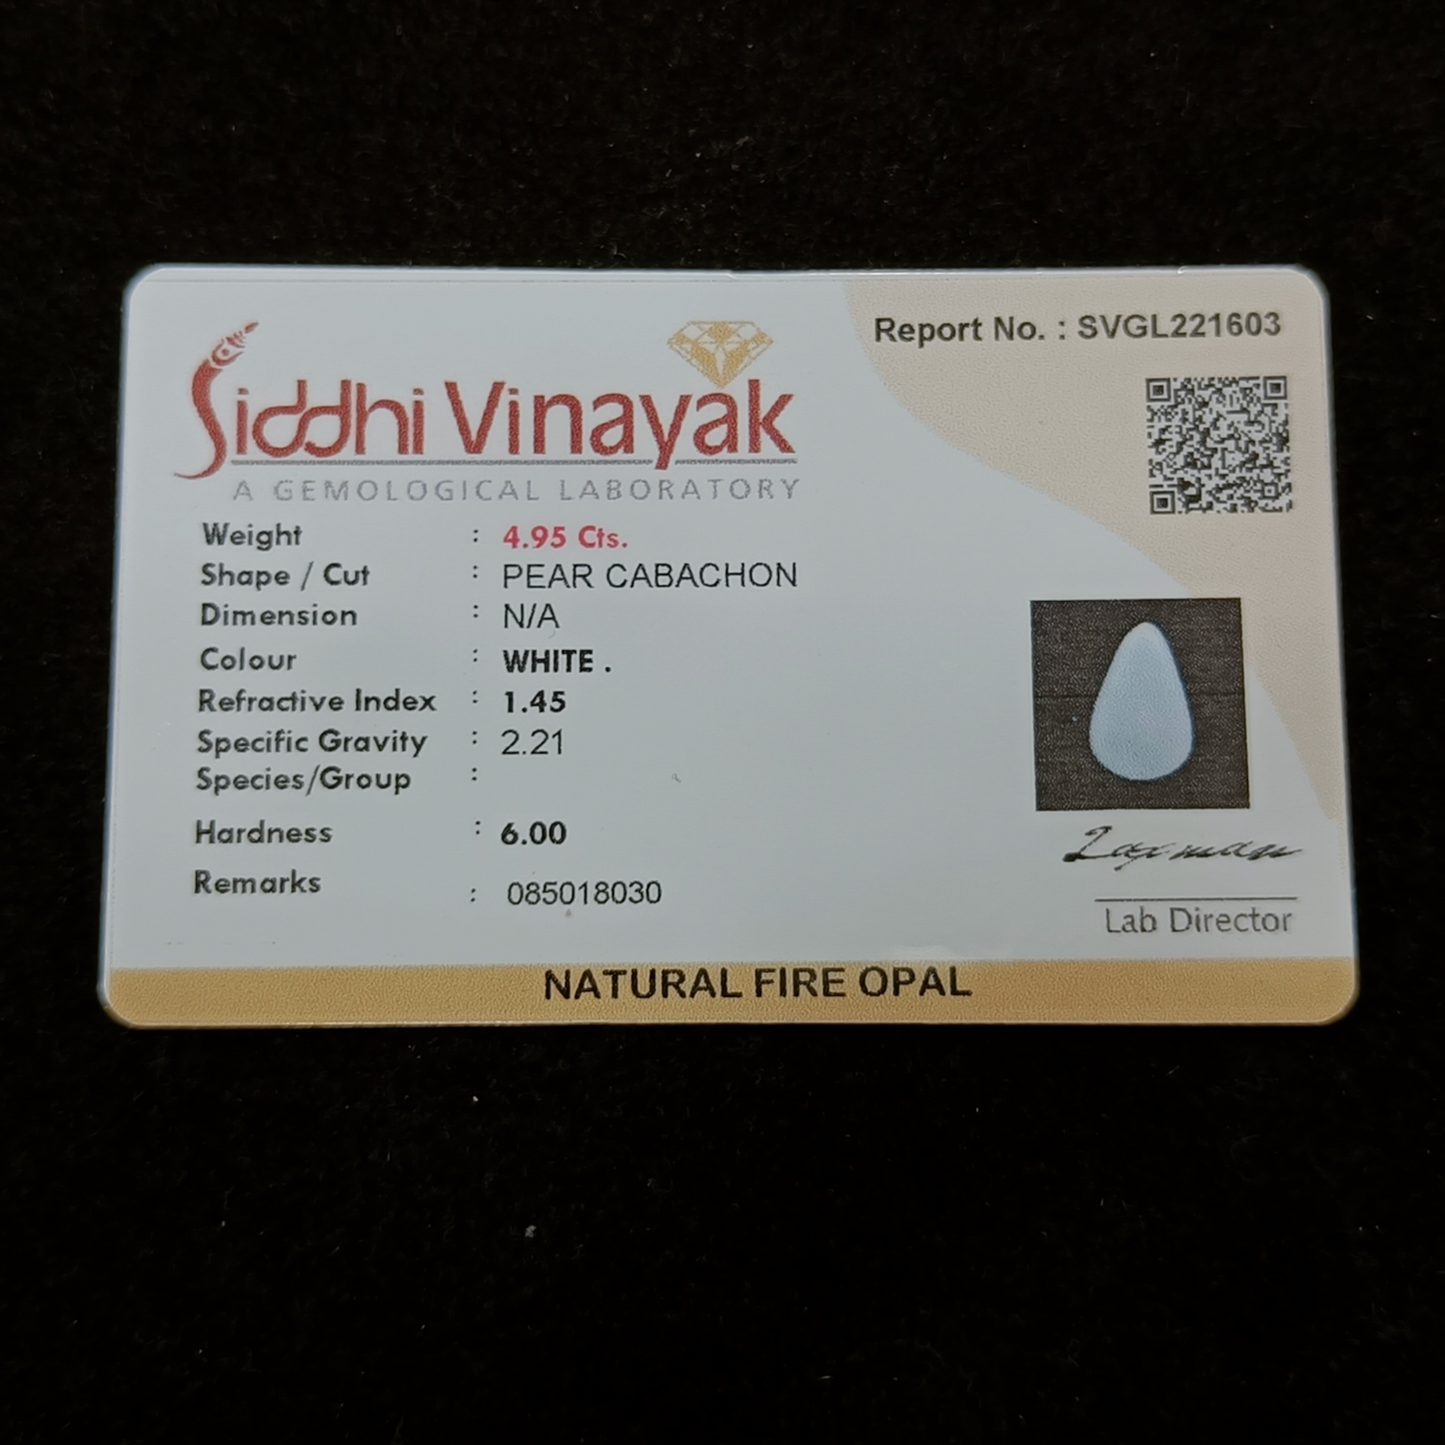 Report No. : SVGL221603
Siddhi Vinayak
A GEMOLOGICAL LABORATORY
Weight : 4.95 Cts.
Shape / Cut : PEAR CABACHON
Dimension : N/A
Colour : WHITE .
Refractive Index : 1.45
Specific Gravity : 2.21
Species/Group :
Hardness : 6.00
Remarks : 085018030
Laxman
Lab Director
NATURAL FIRE OPAL